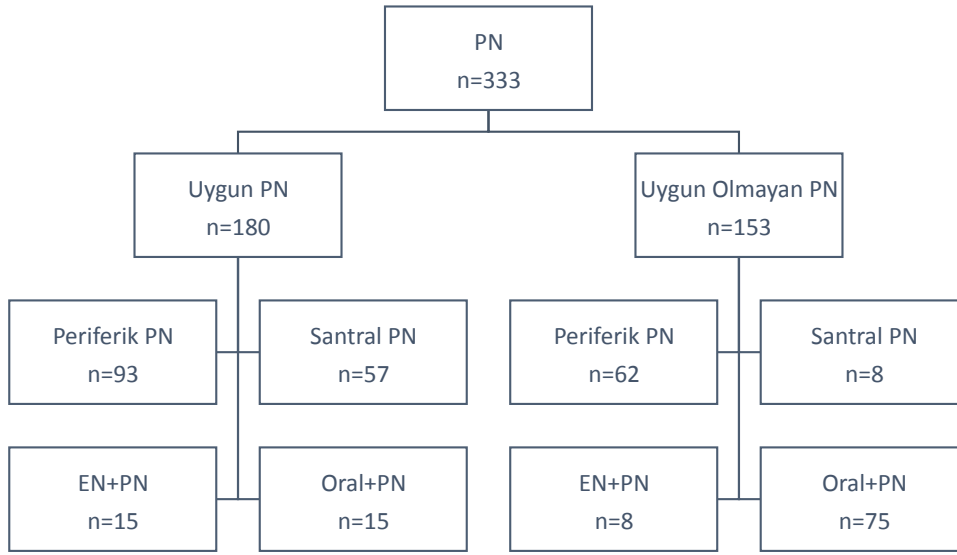 PN
n=333
Uygun PN
n=180
Uygun Olmayan PN
n=153
Periferik PN
n=93
Santral PN
n=57
Periferik PN
n=62
Santral PN
n=8
EN+PN
n=15
Oral+PN
n=15
EN+PN
n=8
Oral+PN
n=75